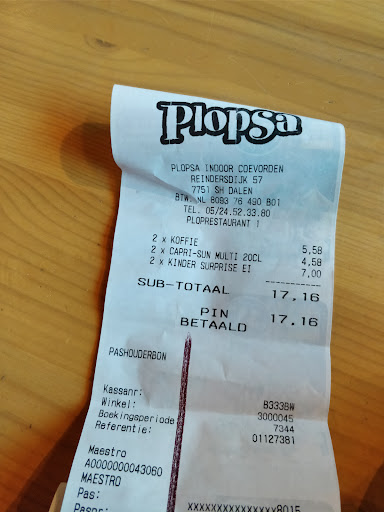 Plopsa
PLOPSA INDOOR COEVORDEN
REINDERSDIJK 57
7751 SH DALEN
BTW. NL 8093 76 490 B01
TEL. 05/24.52.33.80
PLOPRESTAURANT 1
2 x KOFFIE 5,58
2 x CAPRI-SUN MULTI 20CL 4,58
2 x KINDER SURPRISE EI 7,00
SUB-TOTAAL 17,16
PIN 17.16
BETAALD
PASHOUDERBON
Kassanr: B3336W
Winkel: 3000045
Boekingsperiode 7344
Referentie: 01127381
Maestro
A0000000043060
MAESTRO
Pas: xxxxxxxxxxxxxxx8015